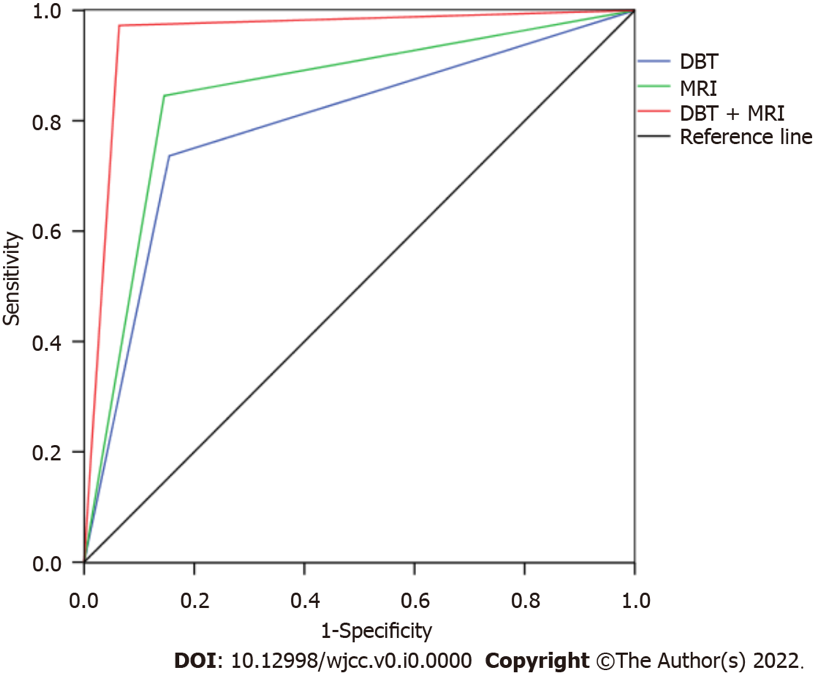 1.0
0.8
0.6
0.4
0.2
0.0
Sensitivity
0.0 0.2 0.4 0.6 0.8 1.0
1-Specificity
DBT
MRI
DBT + MRI
Reference line
DOI: 10.12998/wjcc.v0.i0.0000 Copyright ©The Author(s) 2022.